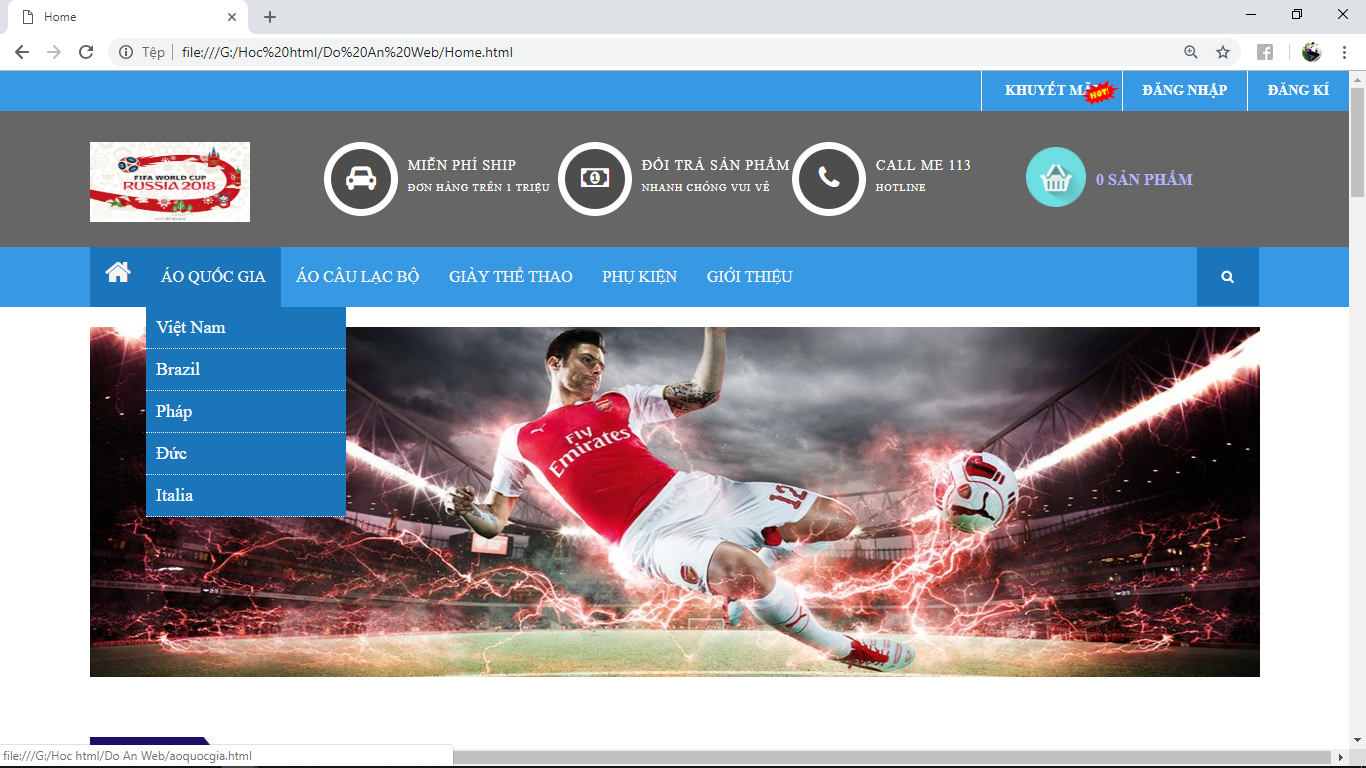 Home
Tệp
file:///G:/Hoc%20html/Do%20An%20Web/Home.html
KHUYẾT MÃI HOT!
ĐĂNG NHẬP
ĐĂNG KÍ
FIFA WORLD CUP
RUSSIA 2018
MIỄN PHÍ SHIP
ĐƠN HÀNG TRÊN 1 TRIỆU
ĐỔI TRẢ SẢN PHẨM
NHANH CHÓNG VUI VẺ
CALL ME 113
HOTLINE
0 SẢN PHẨM
ÁO QUỐC GIA
ÁO CÂU LẠC BỘ
GIÀY THỂ THAO
PHỤ KIỆN
GIỚI THIỆU
Việt Nam
Brazil
Pháp
Đức
Italia
Fly
Emirates
12
file:///G:/Hoc html/Do An Web/aoquocgia.html